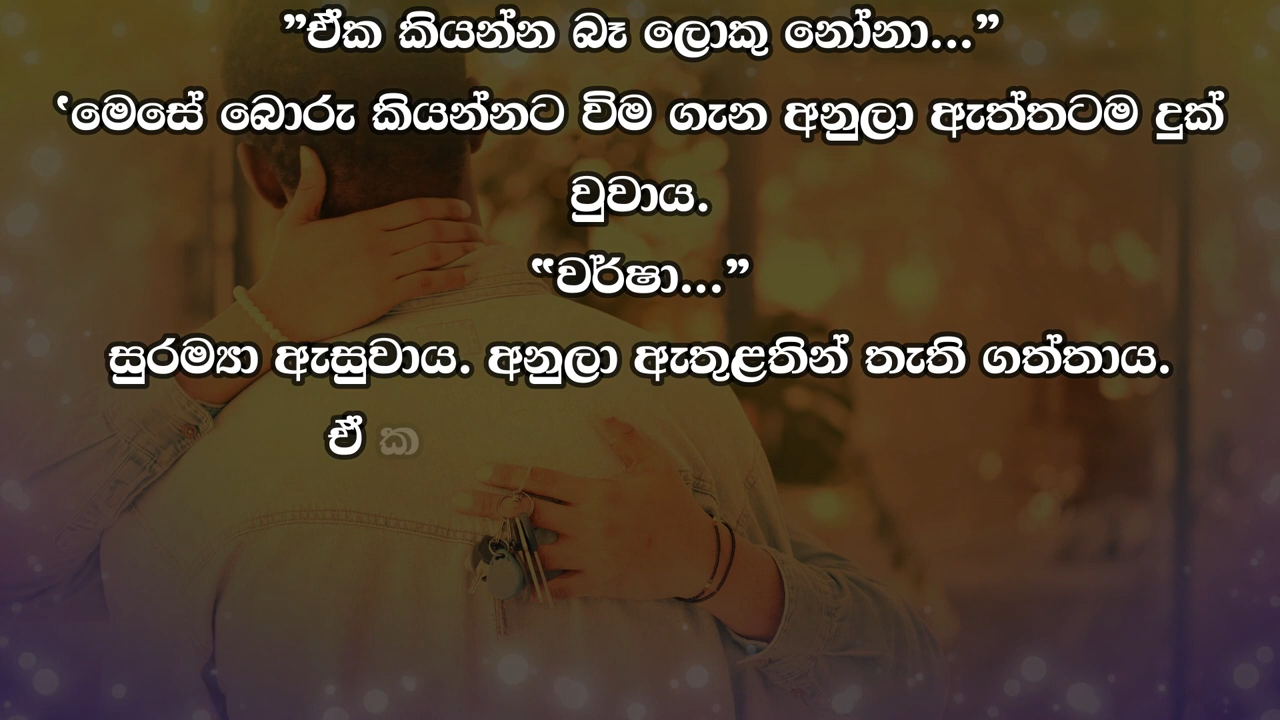 ”ඒක කියන්න බෑ ලොකු නෝනා...”
‛මෙසේ බොරු කියන්නට විම ගැන අනුලා ඇත්තටම දුක්
වුවාය.
“වර්ෂා...”
සුරම්‍යා ඇසුවාය. අනුලා ඇතුළතින් තැති ගත්තාය.
ඒ ක